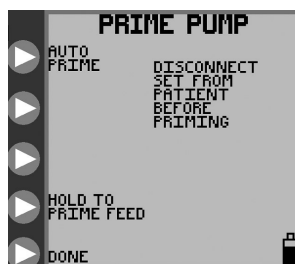 PRIME PUMP
AUTO
PRIME
DISCONNECT
SET FROM
PATIENT
BEFORE
PRIMING
HOLD TO
PRIME FEED
DONE